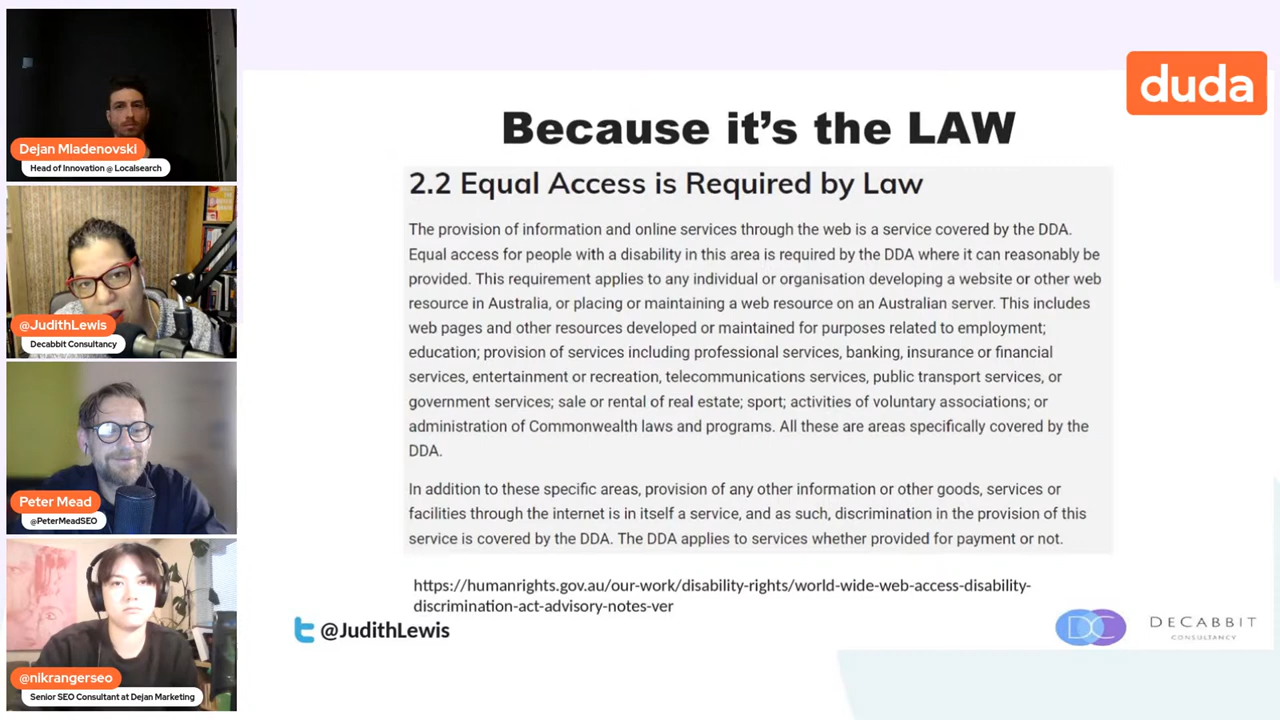 Dejan Mladenovski
Head of Innovation @ Localsearch
@JudithLewis
Decabbit Consultancy
Peter Mead
@PeterMeadSEO
@nikrangerseo
Senior SEO Consultant at Dejan Marketing
duda
Because it's the LAW
2.2 Equal Access is Required by Law
The provision of information and online services through the web is a service covered by the DDA.
Equal access for people with a disability in this area is required by the DDA where it can reasonably be
provided. This requirement applies to any individual or organisation developing a website or other web
resource in Australia, or placing or maintaining a web resource on an Australian server. This includes
web pages and other resources developed or maintained for purposes related to employment;
education; provision of services including professional services, banking, insurance or financial
services, entertainment or recreation, telecommunications services, public transport services, or
government services; sale or rental of real estate; sport; activities of voluntary associations; or
administration of Commonwealth laws and programs. All these are areas specifically covered by the
DDA.
In addition to these specific areas, provision of any other information or other goods, services or
facilities through the internet is in itself a service, and as such, discrimination in the provision of this
service is covered by the DDA. The DDA applies to services whether provided for payment or not.
https://humanrights.gov.au/our-work/disability-rights/world-wide-web-access-disability-
discrimination-act-advisory-notes-ver
@JudithLewis
DC
DECABBIT
CONSULTANCY